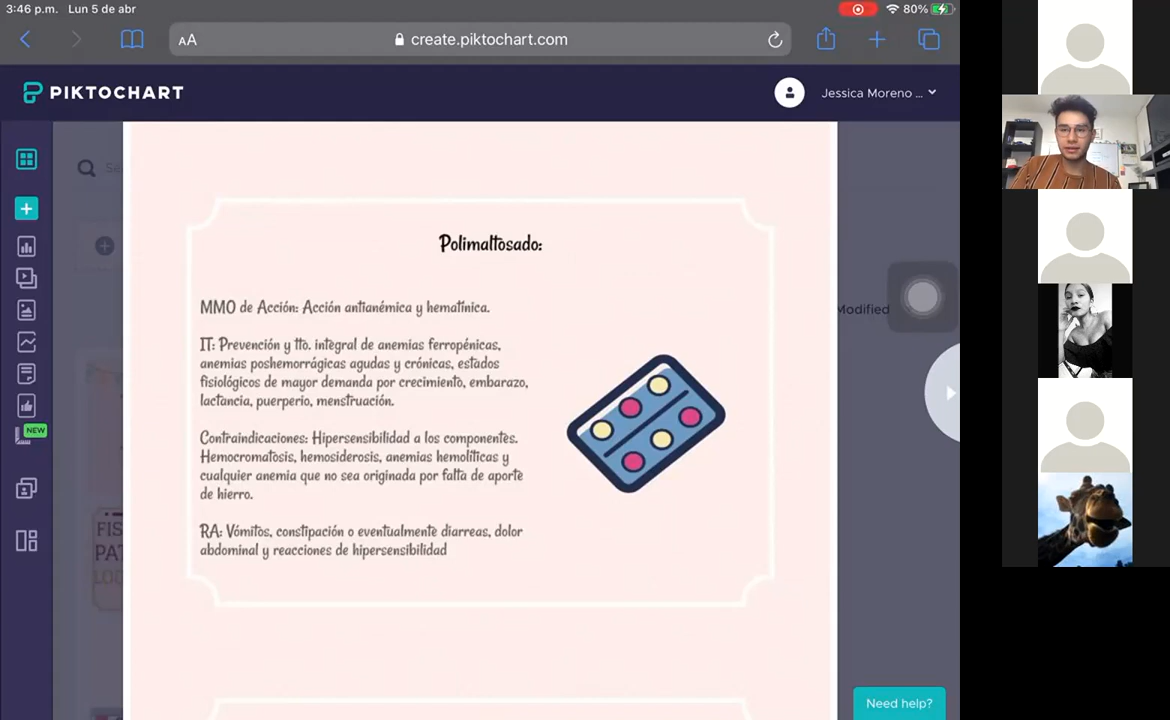 3:46 p.m. Lun 5 de abr
80%
AA
create.piktochart.com
PIKTOCHART
Jessica Moreno ...
Se
Polimaltosado:
MMO de Acción: Acción antianémica y hematínica.
Modified
IT: Prevención y tto. integral de anemias ferropénicas,
anemias poshemorrágicas agudas y crónicas, estados
fisiológicos de mayor demanda por crecimiento, embarazo,
lactancia, puerperio, menstruación.
Contraindicaciones: Hipersensibilidad a los componentes.
Hemocromatosis, hemosiderosis, anemias hemolíticas y
cualquier anemia que no sea originada por falta de aporte
de hierro.
NEW
RA: Vómitos, constipación o eventualmente diarreas, dolor
abdominal y reacciones de hipersensibilidad
FIS
PAT
Need help?